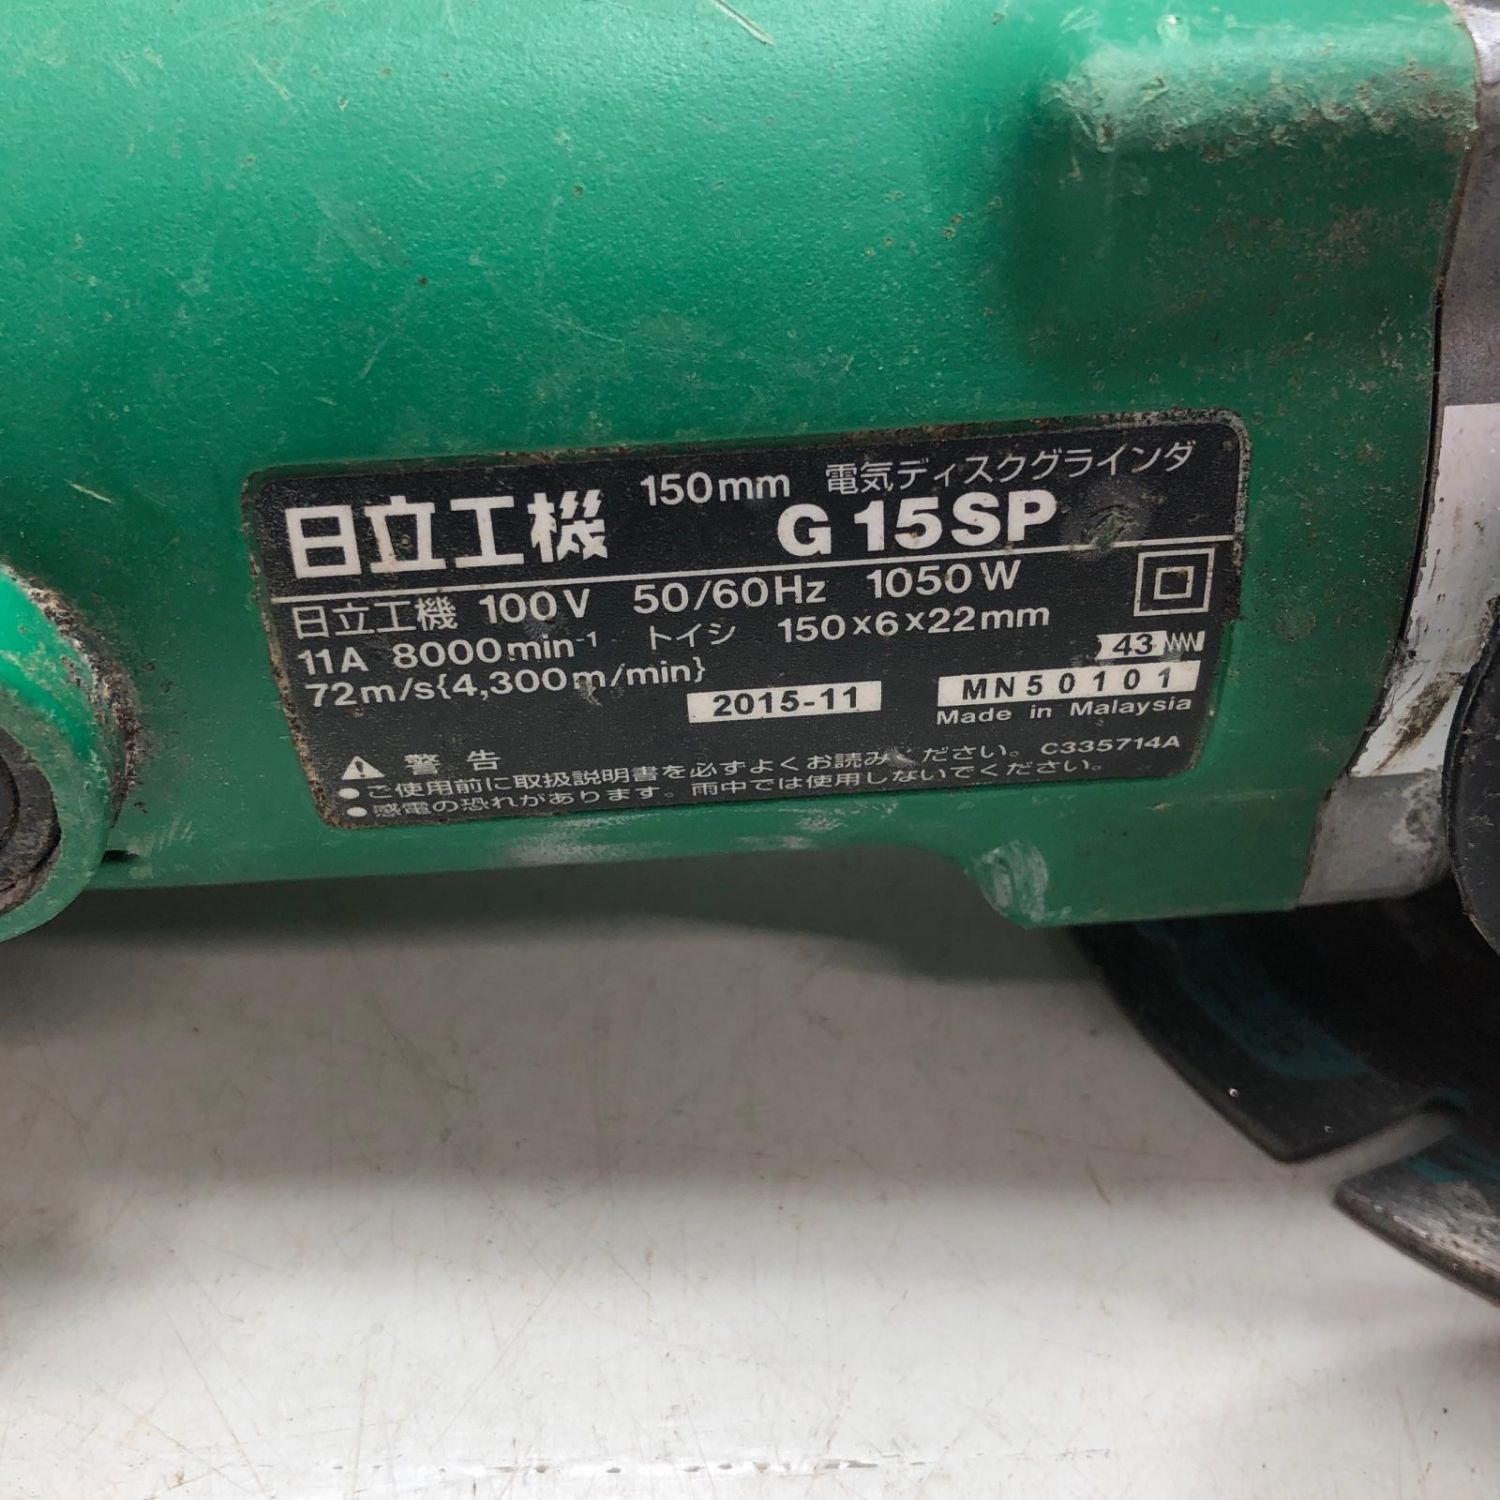 150mm 電気ディスクグラインダ
日立工機 G15SP
日立工機 100V 50/60Hz 1050W
11A 8000min⁻¹ トイシ 150×6×22mm
72m/s{4,300m/min} 43
2015-11 MN50101
Made in Malaysia
警告 C335714A
●ご使用前に取扱説明書を必ずよくお読みください。
●感電の恐れがあります。雨中では使用しないでください。